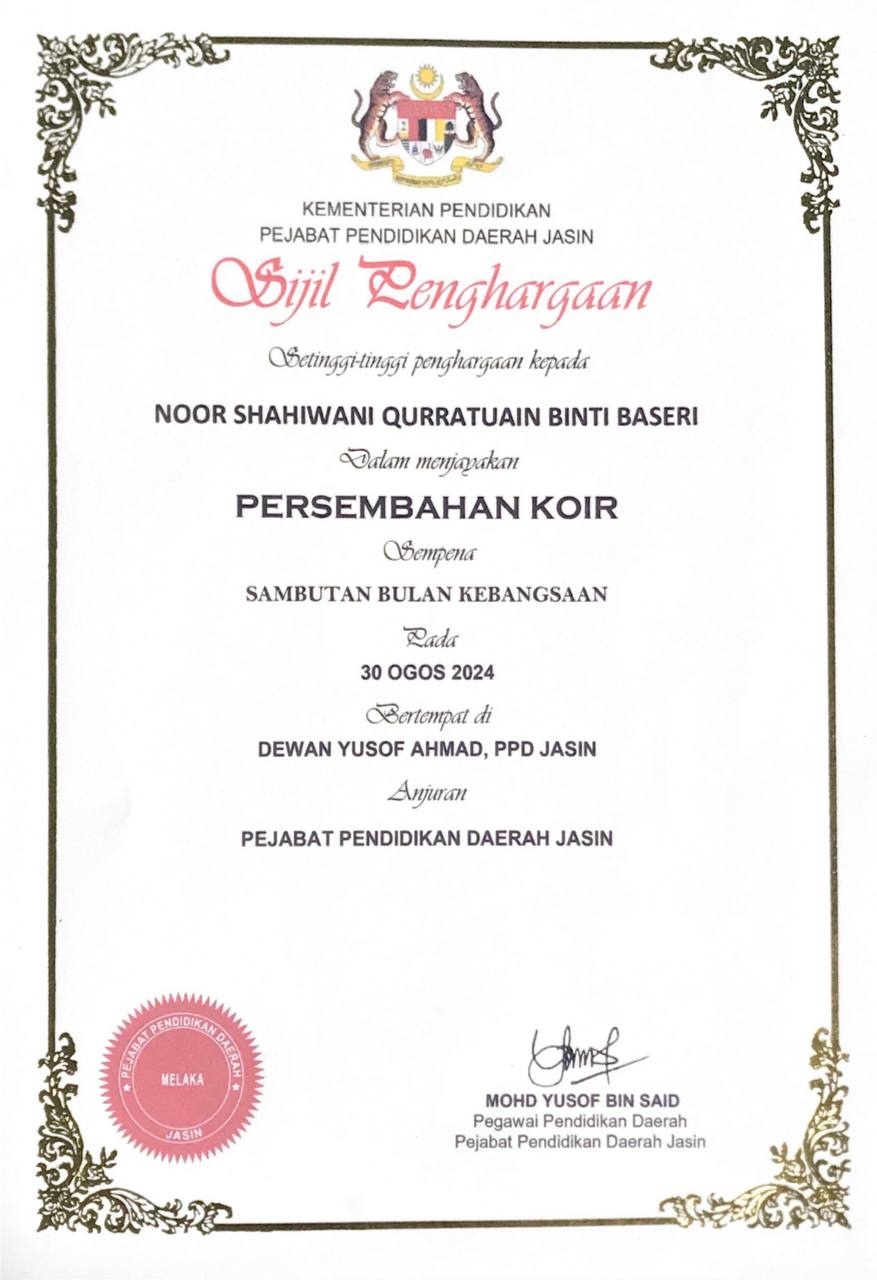 KEMENTERIAN PENDIDIKAN
PEJABAT PENDIDIKAN DAERAH JASIN
Sijil Penghargaan
Setinggi-tinggi penghargaan kepada
NOOR SHAHIWANI QURRATUAIN BINTI BASERI
Dalam menjayakan
PERSEMBAHAN KOIR
Sempena
SAMBUTAN BULAN KEBANGSAAN
Pada
30 OGOS 2024
Bertempat di
DEWAN YUSOF AHMAD, PPD JASIN
Anjuran
PEJABAT PENDIDIKAN DAERAH JASIN
PEJABAT PENDIDIKAN DAERAH
MELAKA
JASIN
MOHD YUSOF BIN SAID
Pegawai Pendidikan Daerah
Pejabat Pendidikan Daerah Jasin